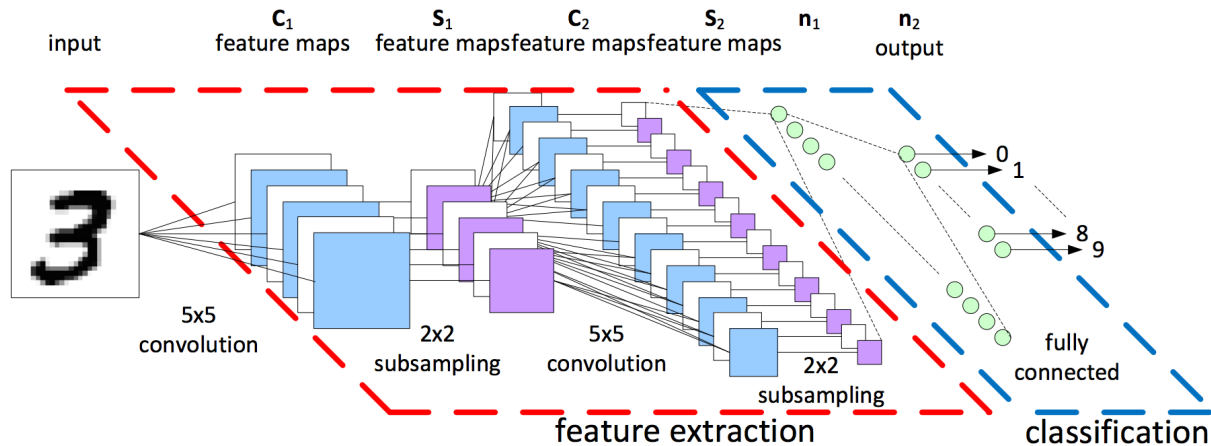 input
C1
feature maps
S1
feature maps
C2
feature maps
S2
feature maps
n1
n2
output
3
0
1
8
9
5x5
convolution
2x2
subsampling
5x5
convolution
2x2
subsampling
fully
connected
feature extraction
classification